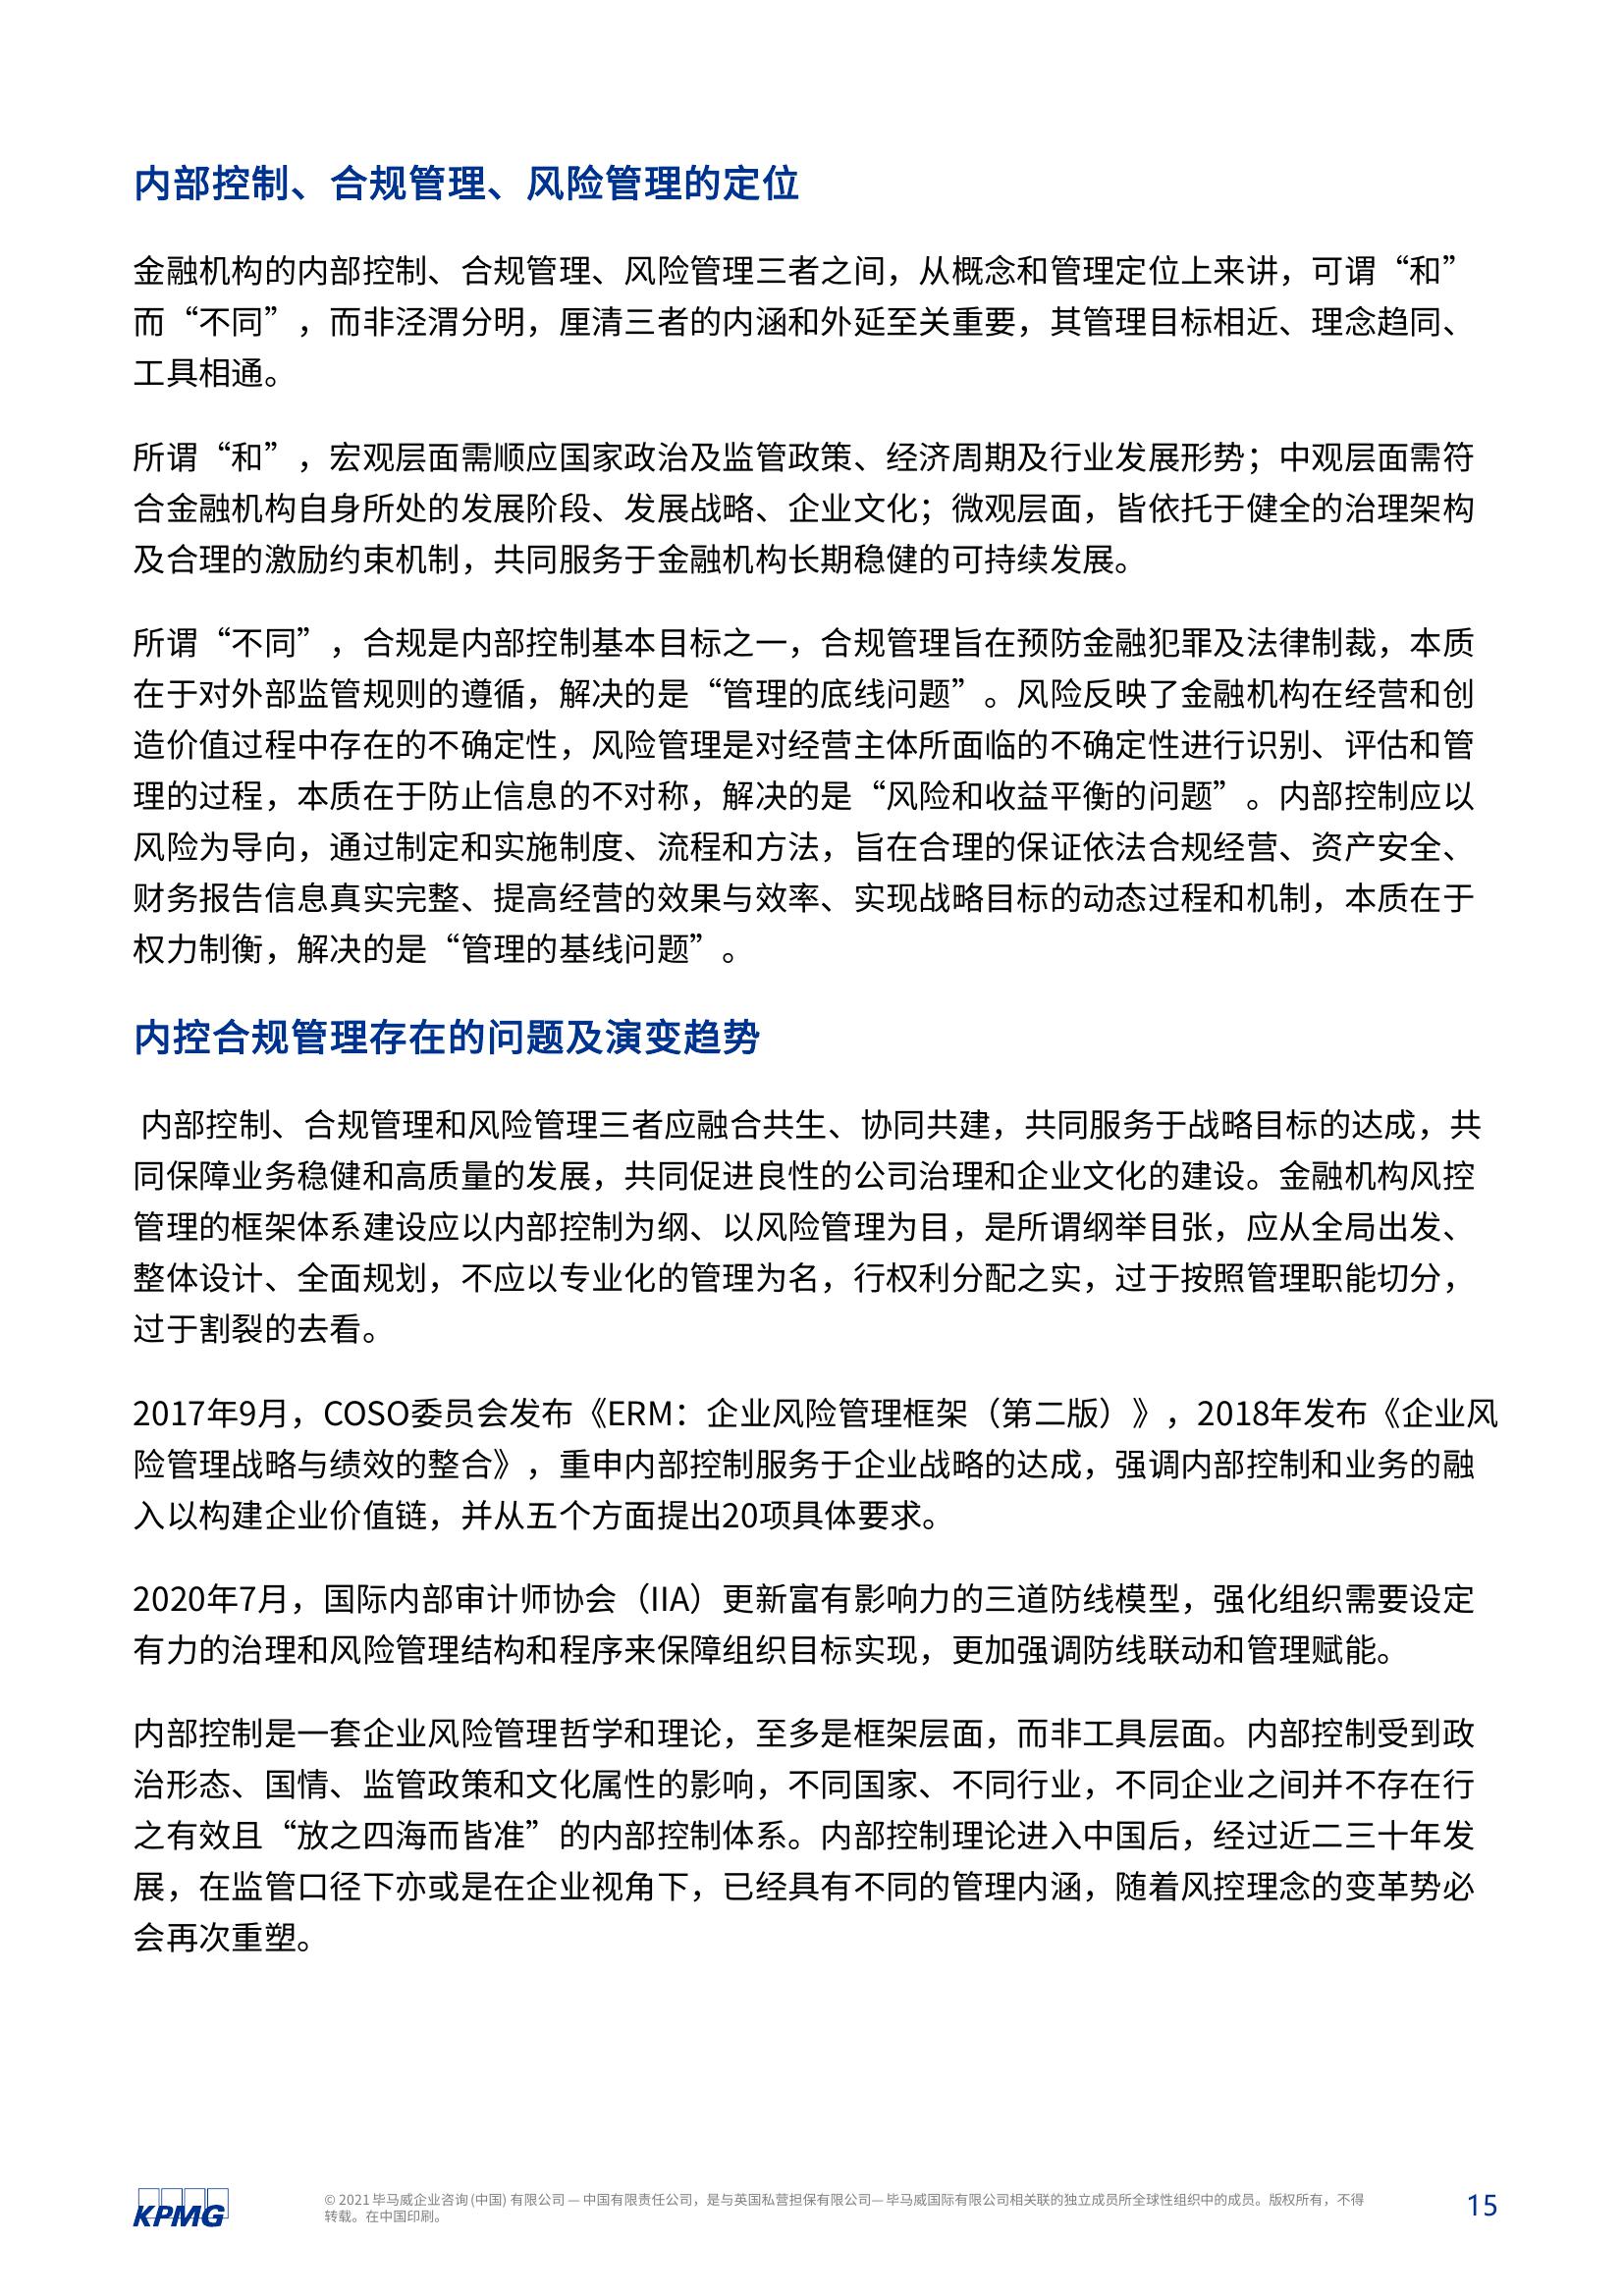 内部控制、合规管理、风险管理的定位
金融机构的内部控制、合规管理、风险管理三者之间，从概念和管理定位上来讲，可谓“和”
而“不同”，而非泾渭分明，厘清三者的内涵和外延至关重要，其管理目标相近、理念趋同、
工具相通。
所谓“和”，宏观层面需顺应国家政治及监管政策、经济周期及行业发展形势；中观层面需符
合金融机构自身所处的发展阶段、发展战略、企业文化；微观层面，皆依托于健全的治理架构
及合理的激励约束机制，共同服务于金融机构长期稳健的可持续发展。
所谓“不同”，合规是内部控制基本目标之一，合规管理旨在预防金融犯罪及法律制裁，本质
在于对外部监管规则的遵循，解决的是“管理的底线问题”。风险反映了金融机构在经营和创
造价值过程中存在的不确定性，风险管理是对经营主体所面临的不确定性进行识别、评估和管
理的过程，本质在于防止信息的不对称，解决的是“风险和收益平衡的问题”。内部控制应以
风险为导向，通过制定和实施制度、流程和方法，旨在合理的保证依法合规经营、资产安全、
财务报告信息真实完整、提高经营的效果与效率、实现战略目标的动态过程和机制，本质在于
权力制衡，解决的是“管理的基线问题”。
内控合规管理存在的问题及演变趋势
内部控制、合规管理和风险管理三者应融合共生、协同共建，共同服务于战略目标的达成，共
同保障业务稳健和高质量的发展，共同促进良性的公司治理和企业文化的建设。金融机构风控
管理的框架体系建设应以内部控制为纲、以风险管理为目，是所谓纲举目张，应从全局出发、
整体设计、全面规划，不应以专业化的管理为名，行权利分配之实，过于按照管理职能切分，
过于割裂的去看。
2017年9月，COSO委员会发布《ERM：企业风险管理框架（第二版）》，2018年发布《企业风
险管理战略与绩效的整合》，重申内部控制服务于企业战略的达成，强调内部控制和业务的融
入以构建企业价值链，并从五个方面提出20项具体要求。
2020年7月，国际内部审计师协会（IIA）更新富有影响力的三道防线模型，强化组织需要设定
有力的治理和风险管理结构和程序来保障组织目标实现，更加强调防线联动和管理赋能。
内部控制是一套企业风险管理哲学和理论，至多是框架层面，而非工具层面。内部控制受到政
治形态、国情、监管政策和文化属性的影响，不同国家、不同行业，不同企业之间并不存在行
之有效且“放之四海而皆准”的内部控制体系。内部控制理论进入中国后，经过近二三十年发
展，在监管口径下亦或是在企业视角下，已经具有不同的管理内涵，随着风控理念的变革势必
会再次重塑。
KPMG
© 2021 毕马威企业咨询 (中国) 有限公司 — 中国有限责任公司，是与英国私营担保有限公司— 毕马威国际有限公司相关联的独立成员所全球性组织中的成员。版权所有，不得
转载。在中国印刷。
15